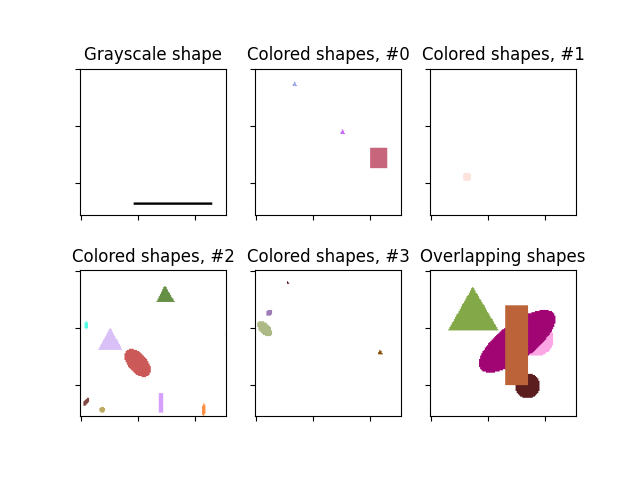 Grayscale shape
Colored shapes, #0
Colored shapes, #1
Colored shapes, #2
Colored shapes, #3
Overlapping shapes